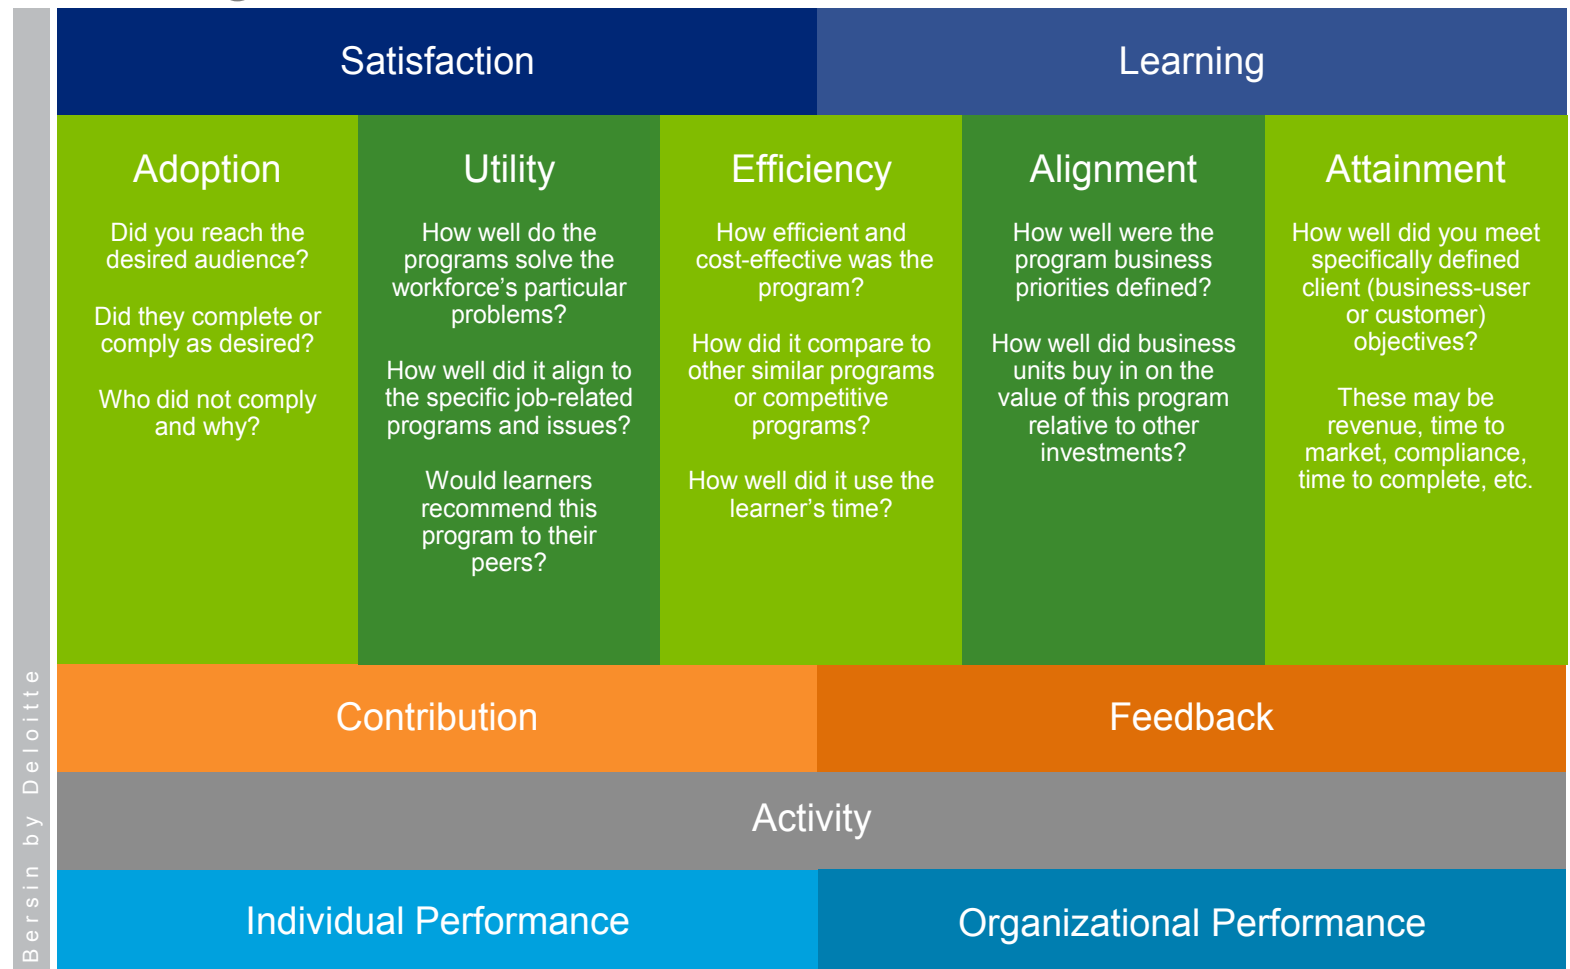 Satisfaction
Learning
Adoption
Did you reach the
desired audience?
Did they complete or
comply as desired?
Who did not comply
and why?
Utility
How well do the
programs solve the
workforce’s particular
problems?
How well did it align to
the specific job-related
programs and issues?
Would learners
recommend this
program to their
peers?
Efficiency
How efficient and
cost-effective was the
program?
How did it compare to
other similar programs
or competitive
programs?
How well did it use the
learner’s time?
Alignment
How well were the
program business
priorities defined?
How well did business
units buy in on the
value of this program
relative to other
investments?
Attainment
How well did you meet
specifically defined
client (business-user
or customer)
objectives?
These may be
revenue, time to
market, compliance,
time to complete, etc.
Contribution
Feedback
Activity
Individual Performance
Organizational Performance
Bersin by Deloitte